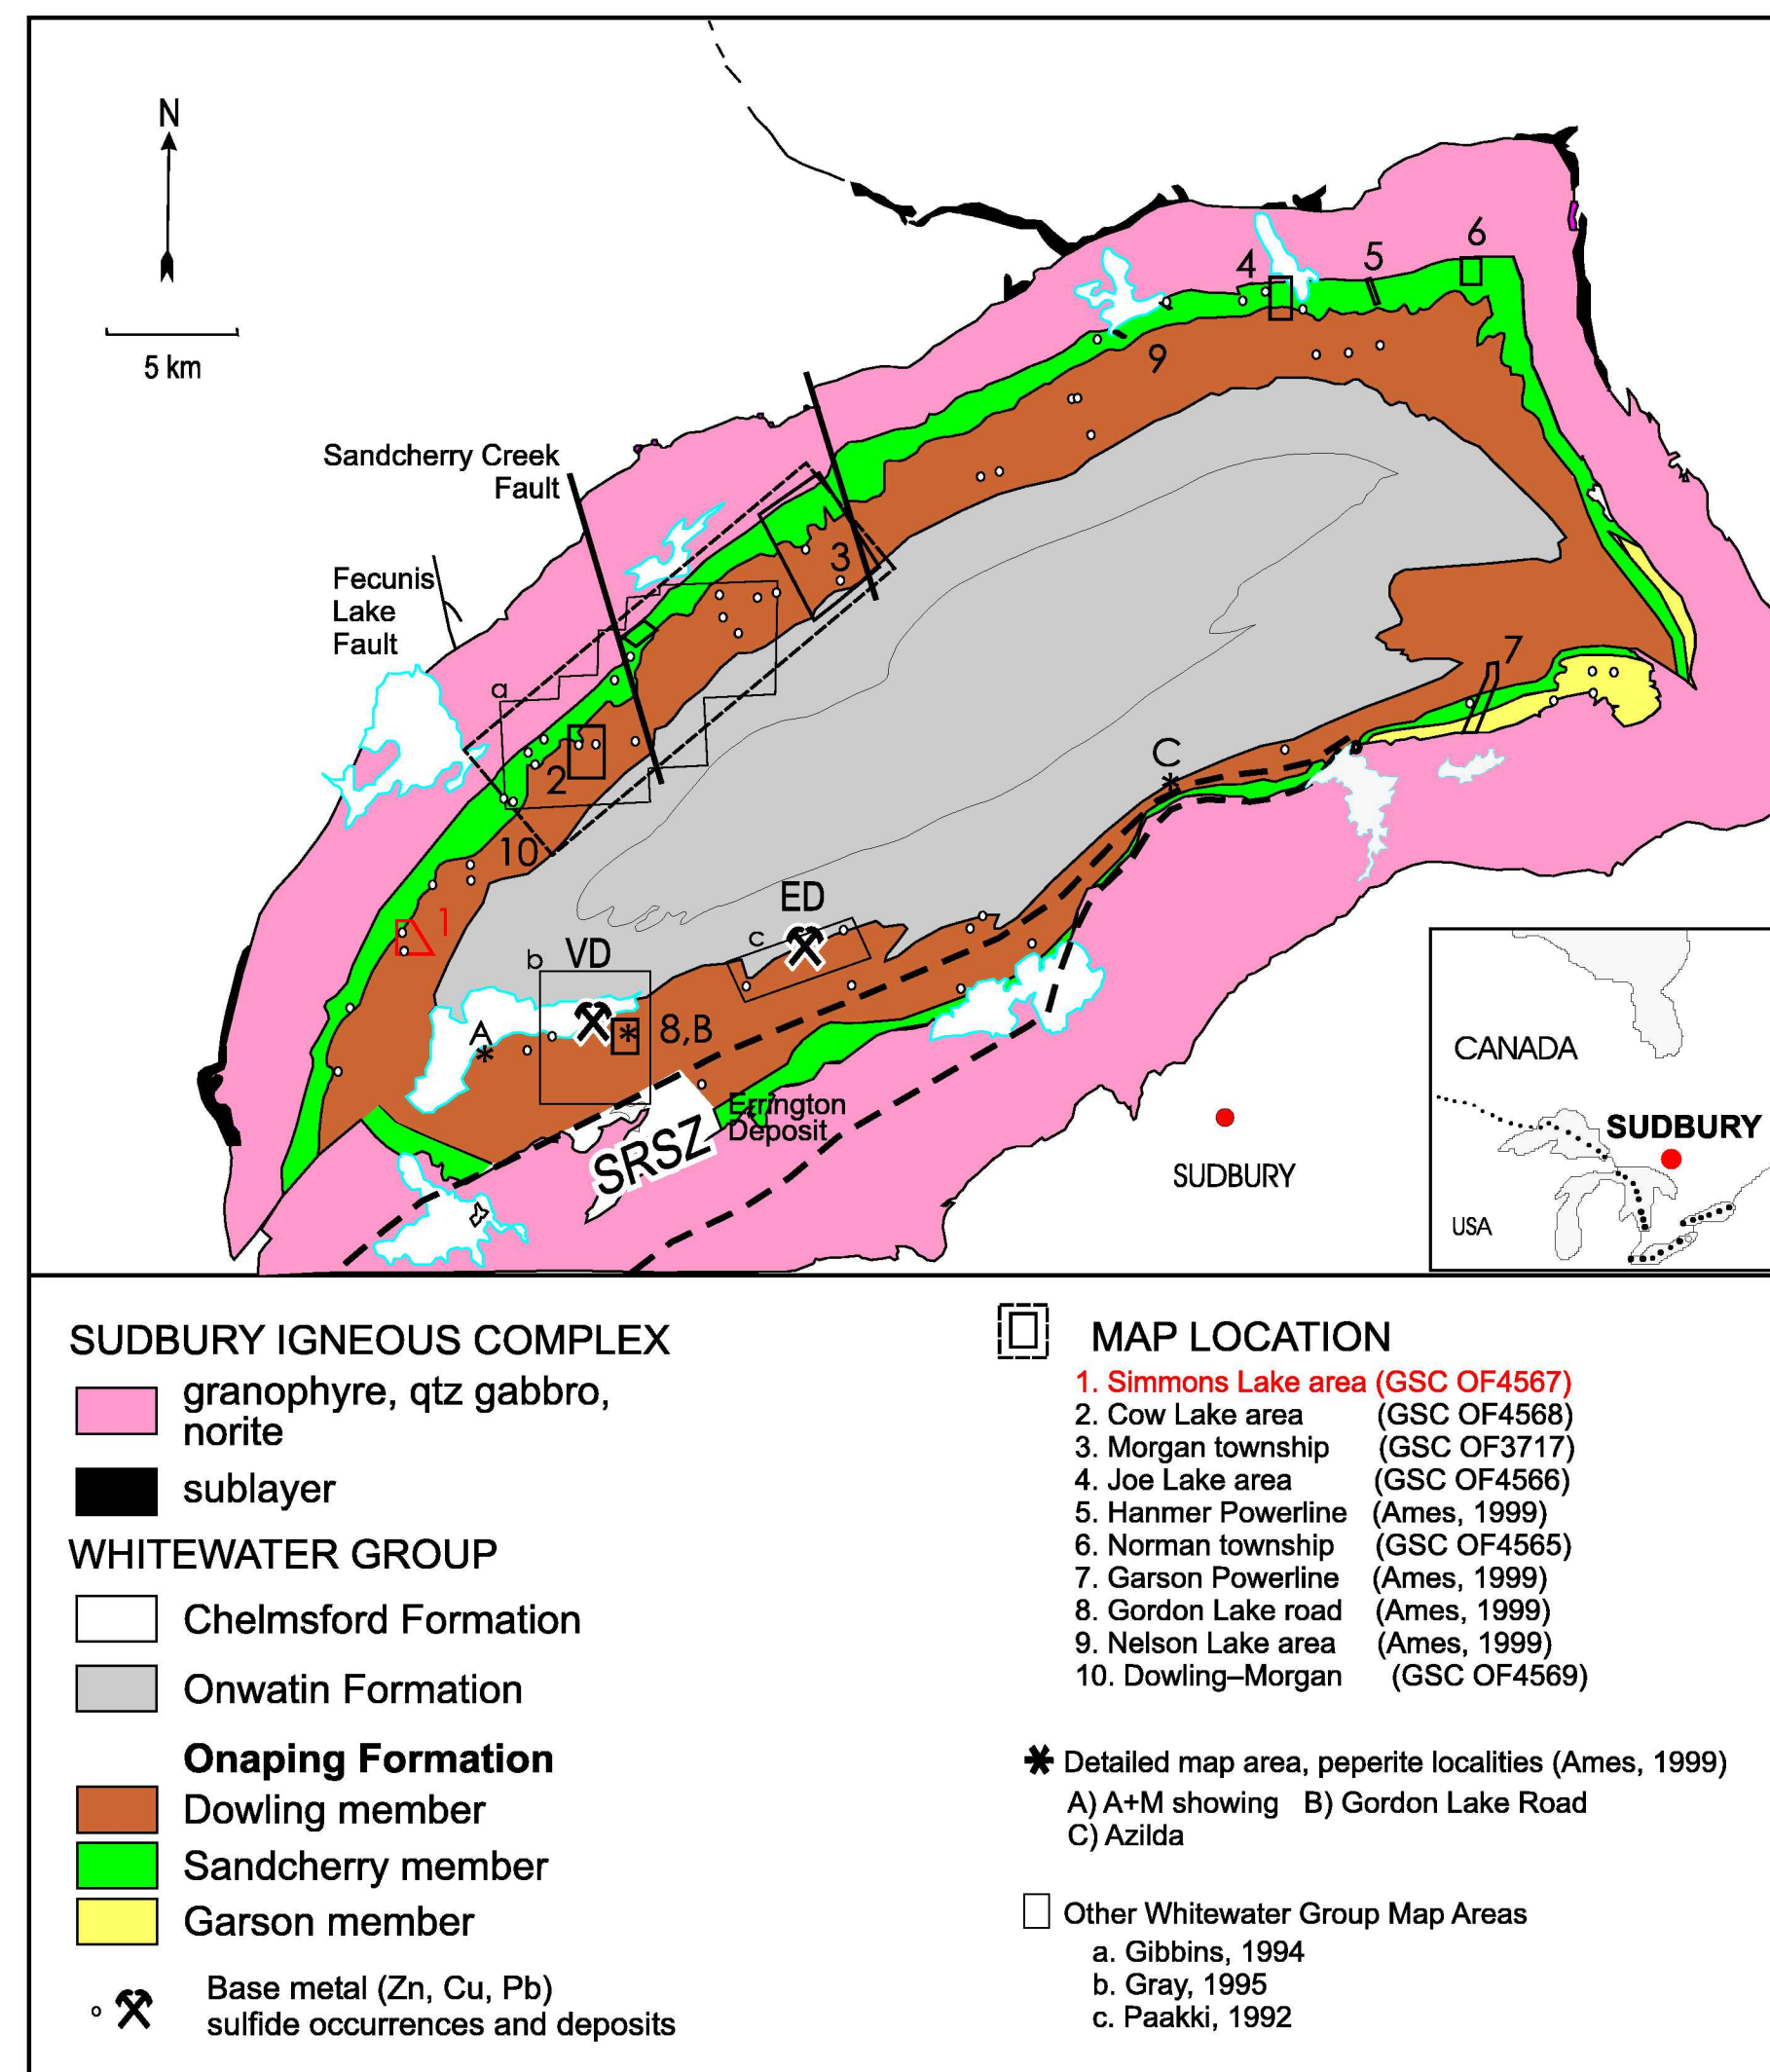 N
5 km
Sandcherry Creek
Fault
Fecunis
Lake
Fault
4
5
6
9
3
a
2
10
1
7
C
ED
c
b
VD
A
8,B
Errington
Deposit
SRSZ
SUDBURY
CANADA
SUDBURY
USA
SUDBURY IGNEOUS COMPLEX
granophyre, qtz gabbro,
norite
sublayer
WHITEWATER GROUP
Chelmsford Formation
Onwatin Formation
Onaping Formation
Dowling member
Sandcherry member
Garson member
Base metal (Zn, Cu, Pb)
sulfide occurrences and deposits
MAP LOCATION
1. Simmons Lake area (GSC OF4567)
2. Cow Lake area (GSC OF4568)
3. Morgan township (GSC OF3717)
4. Joe Lake area (GSC OF4566)
5. Hanmer Powerline (Ames, 1999)
6. Norman township (GSC OF4565)
7. Garson Powerline (Ames, 1999)
8. Gordon Lake road (Ames, 1999)
9. Nelson Lake area (Ames, 1999)
10. Dowling–Morgan (GSC OF4569)
Detailed map area, peperite localities (Ames, 1999)
A) A+M showing B) Gordon Lake Road
C) Azilda
Other Whitewater Group Map Areas
a. Gibbins, 1994
b. Gray, 1995
c. Paakki, 1992